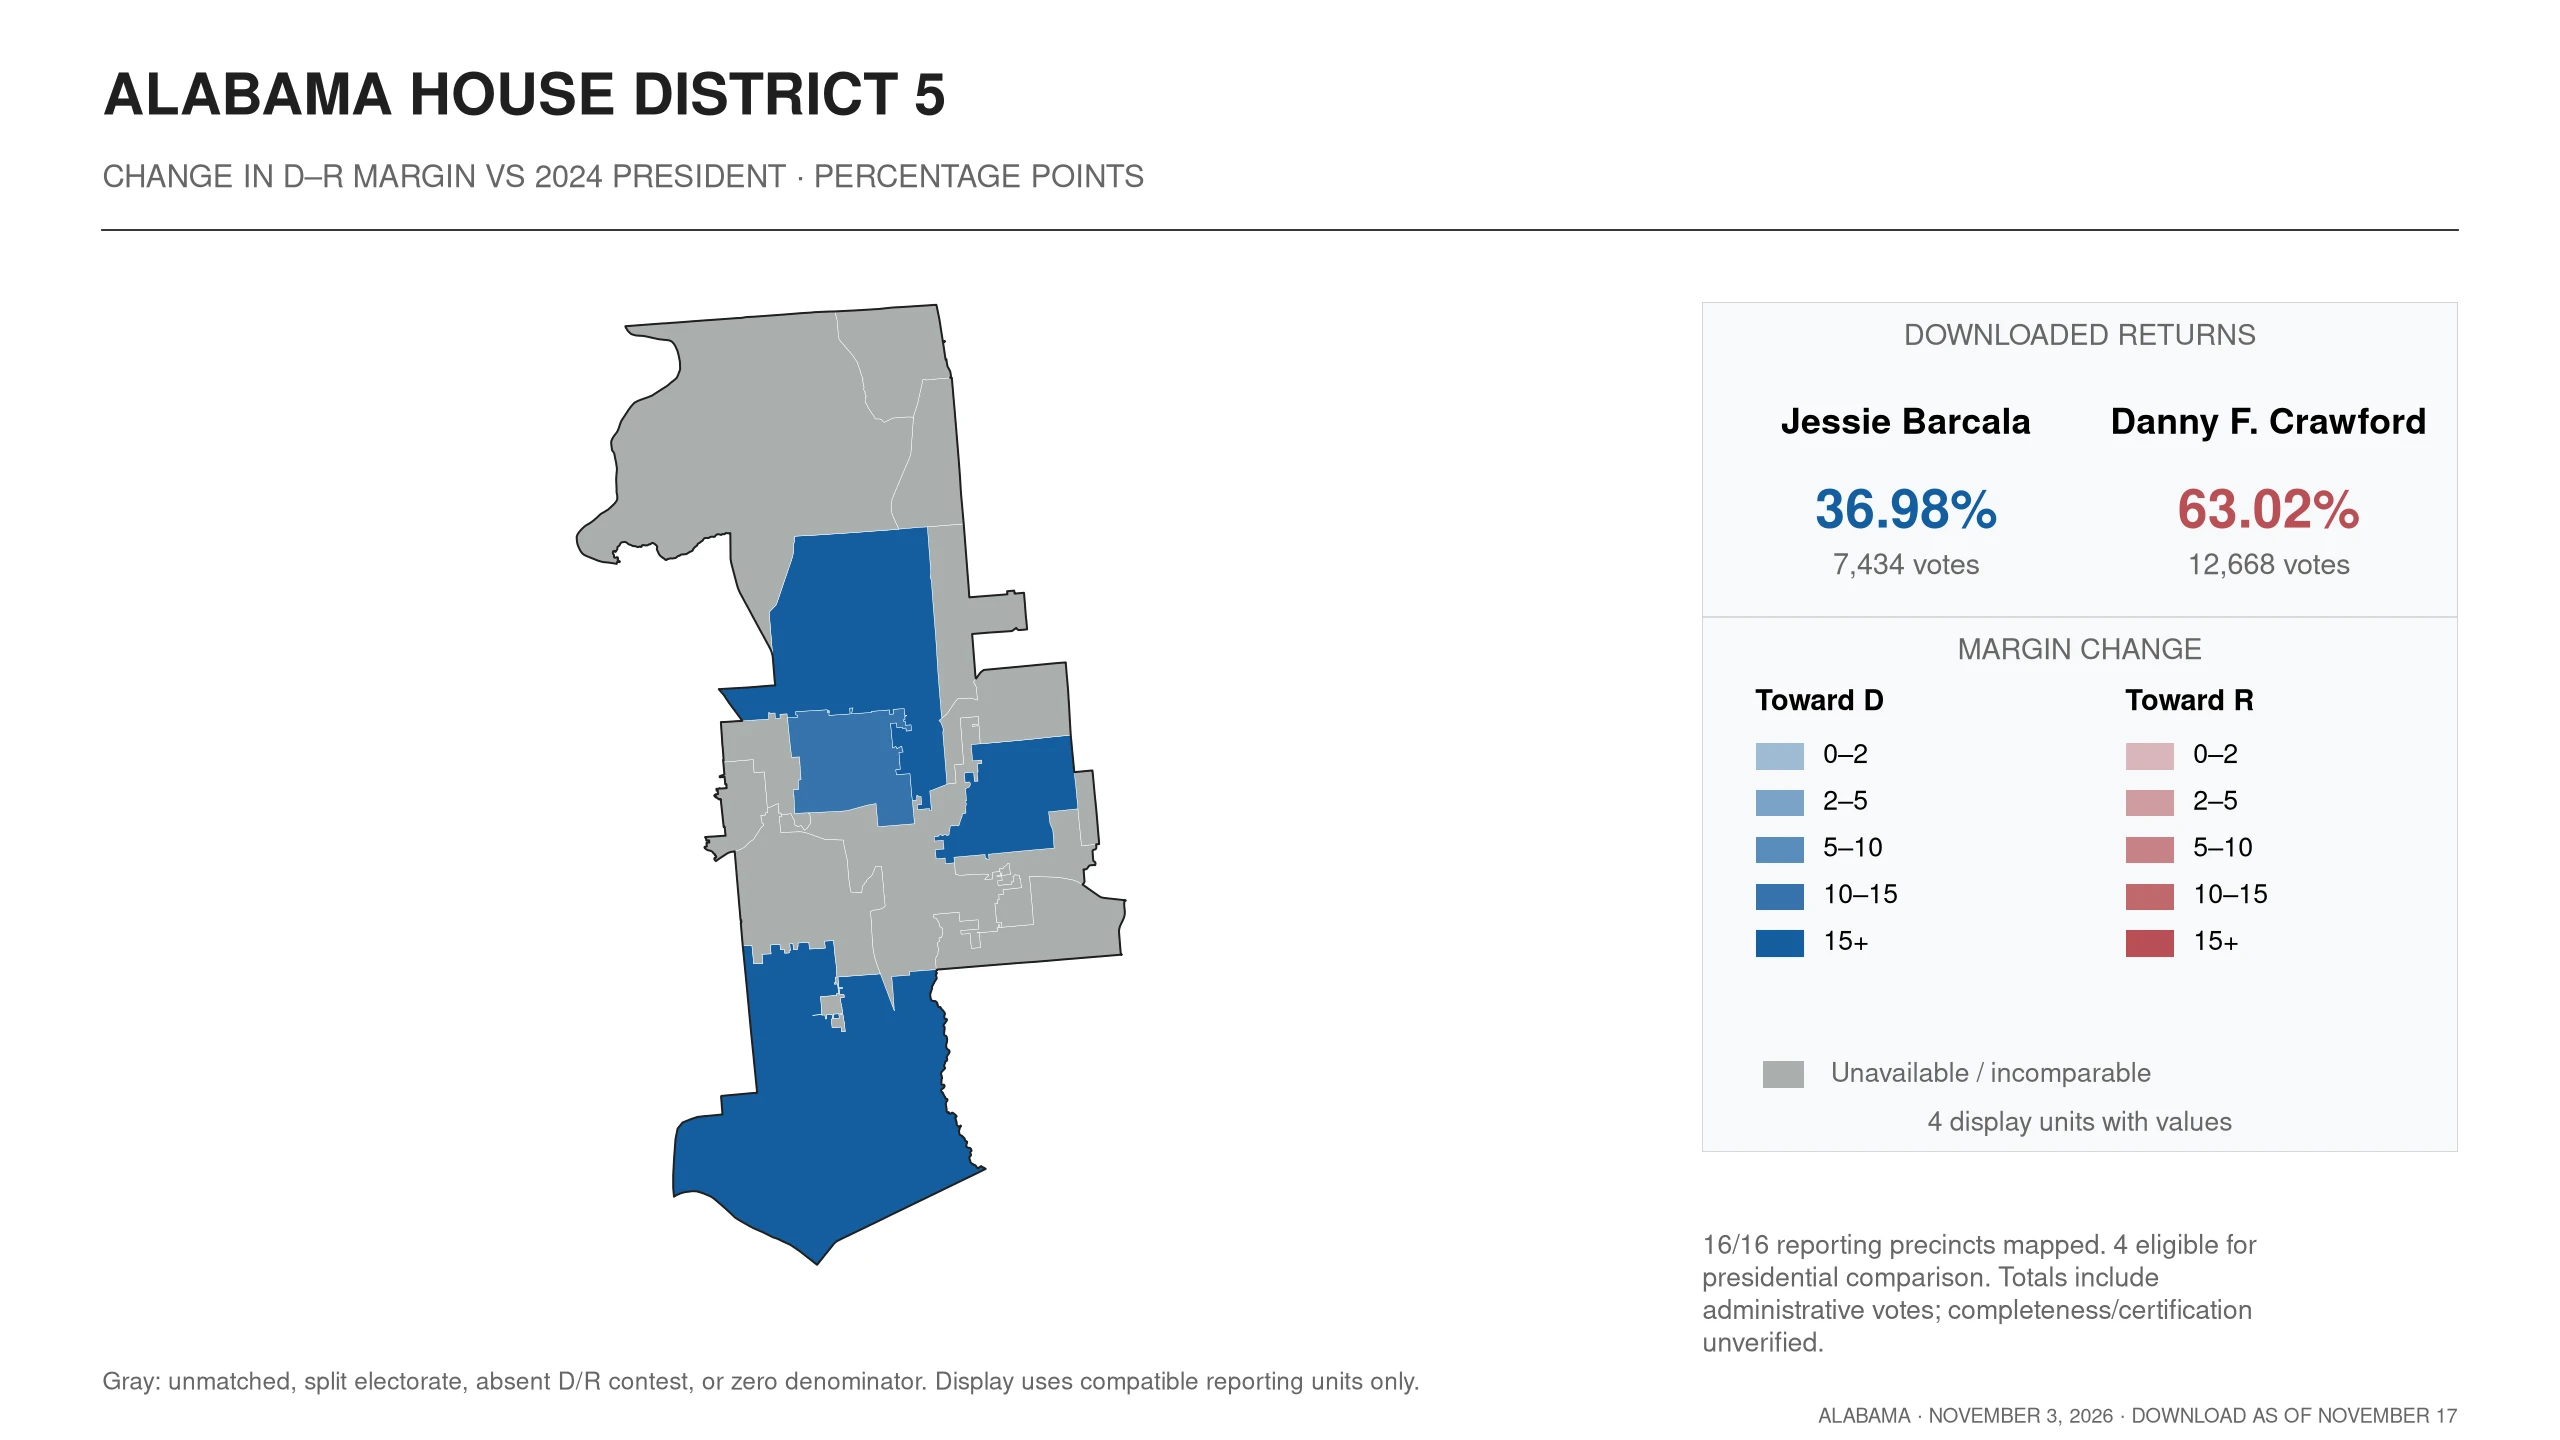 ALABAMA HOUSE DISTRICT 5
CHANGE IN D–R MARGIN VS 2024 PRESIDENT · PERCENTAGE POINTS
DOWNLOADED RETURNS
Jessie Barcala Danny F. Crawford
36.98% 63.02%
7,434 votes 12,668 votes
MARGIN CHANGE
Toward D Toward R
0–2 0–2
2–5 2–5
5–10 5–10
10–15 10–15
15+ 15+
Unavailable / incomparable
4 display units with values
16/16 reporting precincts mapped. 4 eligible for
presidential comparison. Totals include
administrative votes; completeness/certification
unverified.
Gray: unmatched, split electorate, absent D/R contest, or zero denominator. Display uses compatible reporting units only.
ALABAMA · NOVEMBER 3, 2026 · DOWNLOAD AS OF NOVEMBER 17